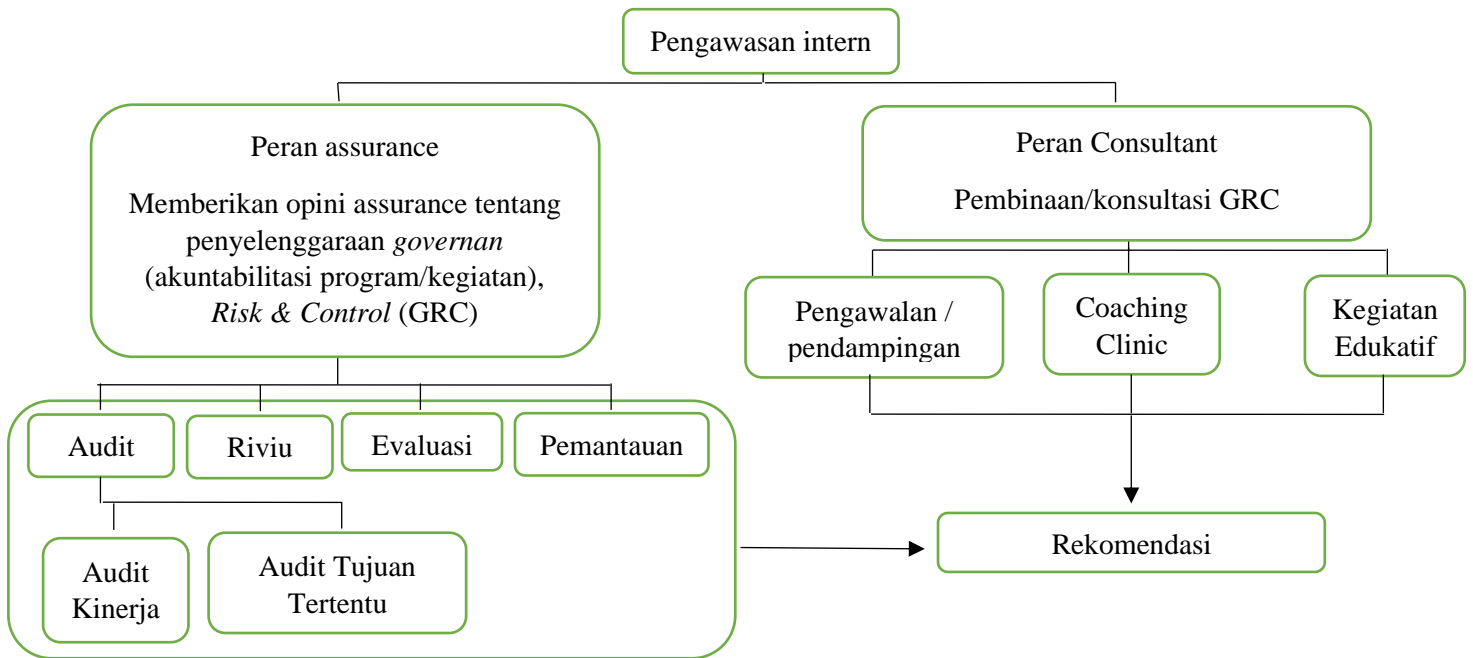 Pengawasan intern
Peran assurance
Memberikan opini assurance tentang
penyelenggaraan governan
(akuntabilitasi program/kegiatan),
Risk & Control (GRC)
Peran Consultant
Pembinaan/konsultasi GRC
Pengawalan /
pendampingan
Coaching
Clinic
Kegiatan
Edukatif
Audit
Riviu
Evaluasi
Pemantauan
Audit
Kinerja
Audit Tujuan
Tertentu
Rekomendasi